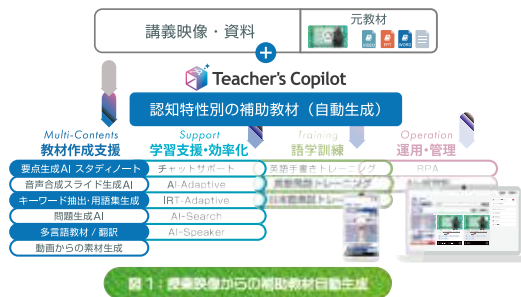 講義映像・資料
元教材
VIDEO
PPT
WORD
Teacher's Copilot
認知特性別の補助教材（自動生成）
Multi-Contents
教材作成支援
要点生成AI スタディノート
音声合成スライド生成AI
キーワード抽出・用語集生成
問題生成AI
多言語教材 / 翻訳
動画からの素材生成
Support
学習支援・効率化
チャットサポート
AI-Adaptive
IRT-Adaptive
AI-Search
AI-Speaker
Training
語学訓練
英語手書きトレーニング
Operation
運用・管理
RPA
図1：授業映像からの補助教材自動生成